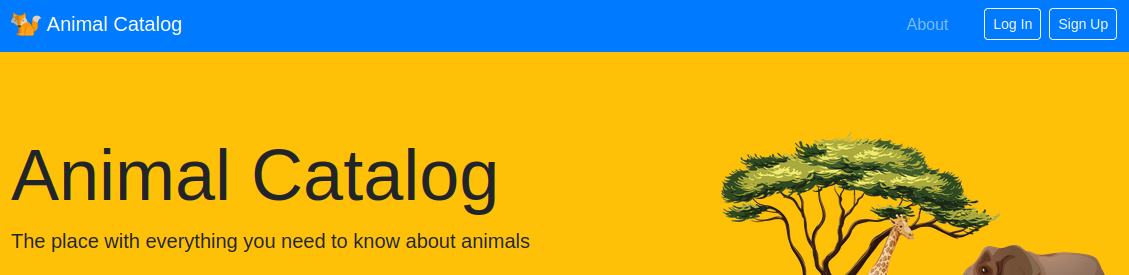 Animal Catalog
About
Log In
Sign Up
Animal Catalog
The place with everything you need to know about animals